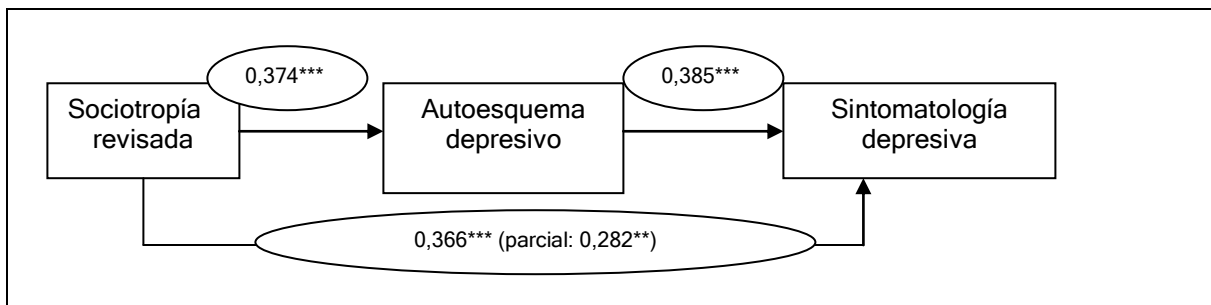 0,374***
0,385***
Sociotropía
revisada
Autoesquema
depresivo
Sintomatología
depresiva
0,366*** (parcial: 0,282**)